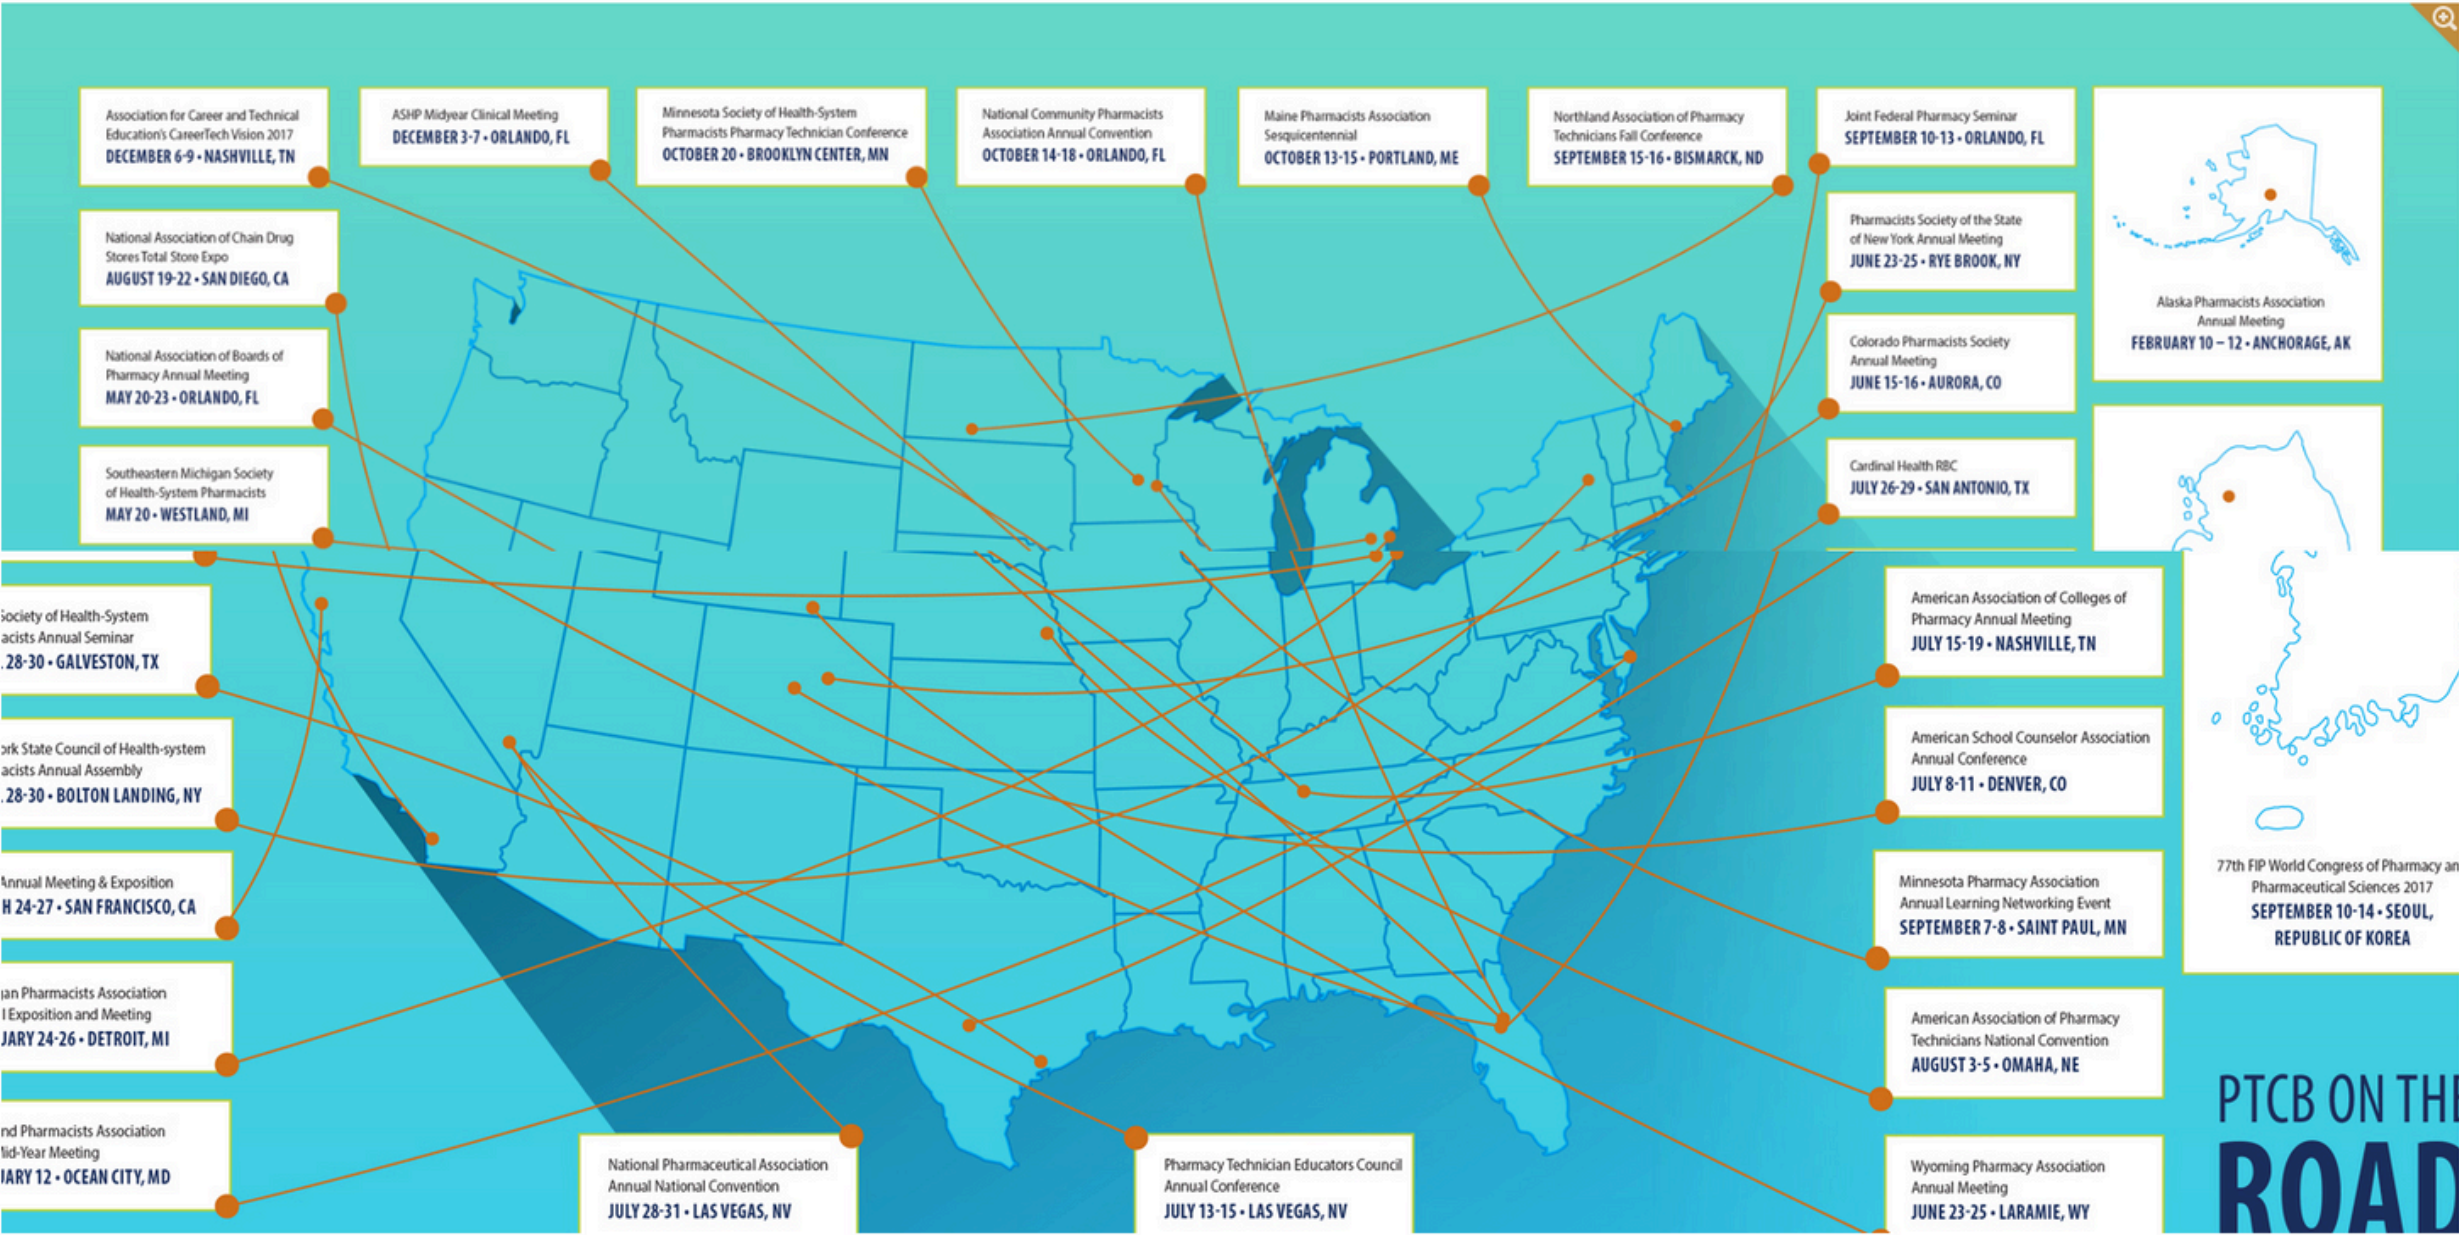 Association for Career and Technical
Education's CareerTech Vision 2017
DECEMBER 6-9 • NASHVILLE, TN
ASHP Midyear Clinical Meeting
DECEMBER 3-7 • ORLANDO, FL
Minnesota Society of Health-System
Pharmacists Pharmacy Technician Conference
OCTOBER 20 • BROOKLYN CENTER, MN
National Community Pharmacists
Association Annual Convention
OCTOBER 14-18 • ORLANDO, FL
Maine Pharmacists Association
Sesquicentennial
OCTOBER 13-15 • PORTLAND, ME
Northland Association of Pharmacy
Technicians Fall Conference
SEPTEMBER 15-16 • BISMARCK, ND
Joint Federal Pharmacy Seminar
SEPTEMBER 10-13 • ORLANDO, FL
National Association of Chain Drug
Stores Total Store Expo
AUGUST 19-22 • SAN DIEGO, CA
Pharmacists Society of the State
of New York Annual Meeting
JUNE 23-25 • RYE BROOK, NY
Alaska Pharmacists Association
Annual Meeting
FEBRUARY 10 – 12 • ANCHORAGE, AK
National Association of Boards of
Pharmacy Annual Meeting
MAY 20-23 • ORLANDO, FL
Colorado Pharmacists Society
Annual Meeting
JUNE 15-16 • AURORA, CO
Southeastern Michigan Society
of Health-System Pharmacists
MAY 20 • WESTLAND, MI
Cardinal Health RBC
JULY 26-29 • SAN ANTONIO, TX
Society of Health-System
acists Annual Seminar
28-30 • GALVESTON, TX
American Association of Colleges of
Pharmacy Annual Meeting
JULY 15-19 • NASHVILLE, TN
ork State Council of Health-system
acists Annual Assembly
28-30 • BOLTON LANDING, NY
American School Counselor Association
Annual Conference
JULY 8-11 • DENVER, CO
Annual Meeting & Exposition
H 24-27 • SAN FRANCISCO, CA
Minnesota Pharmacy Association
Annual Learning Networking Event
SEPTEMBER 7-8 • SAINT PAUL, MN
77th FIP World Congress of Pharmacy an
Pharmaceutical Sciences 2017
SEPTEMBER 10-14 • SEOUL,
REPUBLIC OF KOREA
gan Pharmacists Association
l Exposition and Meeting
UARY 24-26 • DETROIT, MI
American Association of Pharmacy
Technicians National Convention
AUGUST 3-5 • OMAHA, NE
nd Pharmacists Association
Mid-Year Meeting
UARY 12 • OCEAN CITY, MD
National Pharmaceutical Association
Annual National Convention
JULY 28-31 • LAS VEGAS, NV
Pharmacy Technician Educators Council
Annual Conference
JULY 13-15 • LAS VEGAS, NV
Wyoming Pharmacy Association
Annual Meeting
JUNE 23-25 • LARAMIE, WY
PTCB ON THE
ROAD